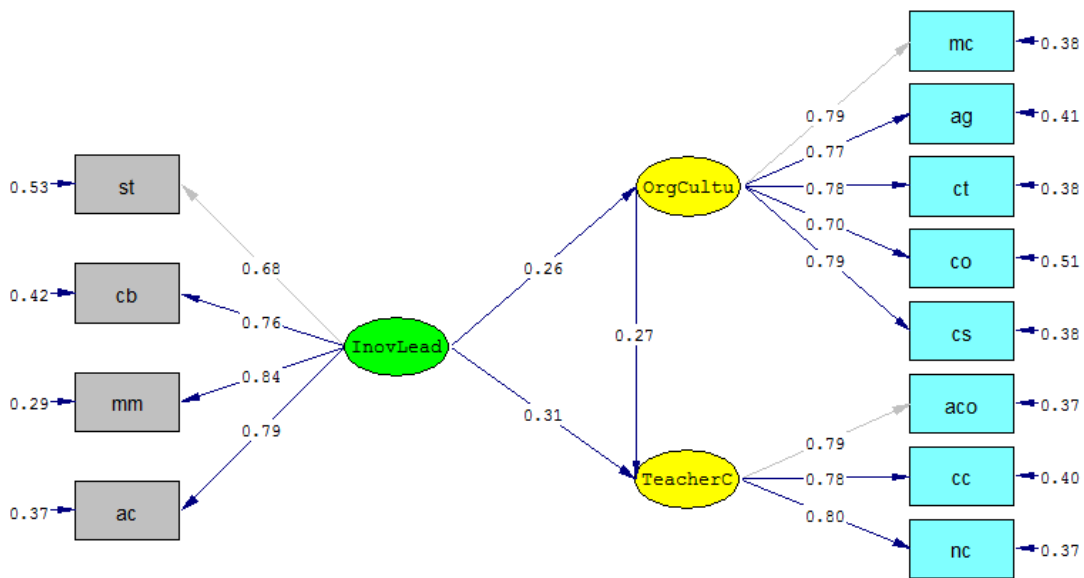 0.53
st
0.42
cb
0.29
mm
0.37
ac
0.68
0.76
0.84
0.79
InovLead
0.26
0.31
OrgCultu
0.27
TeacherC
0.79
0.77
0.78
0.70
0.79
0.79
0.78
0.80
mc
0.38
ag
0.41
ct
0.38
co
0.51
cs
0.38
aco
0.37
cc
0.40
nc
0.37